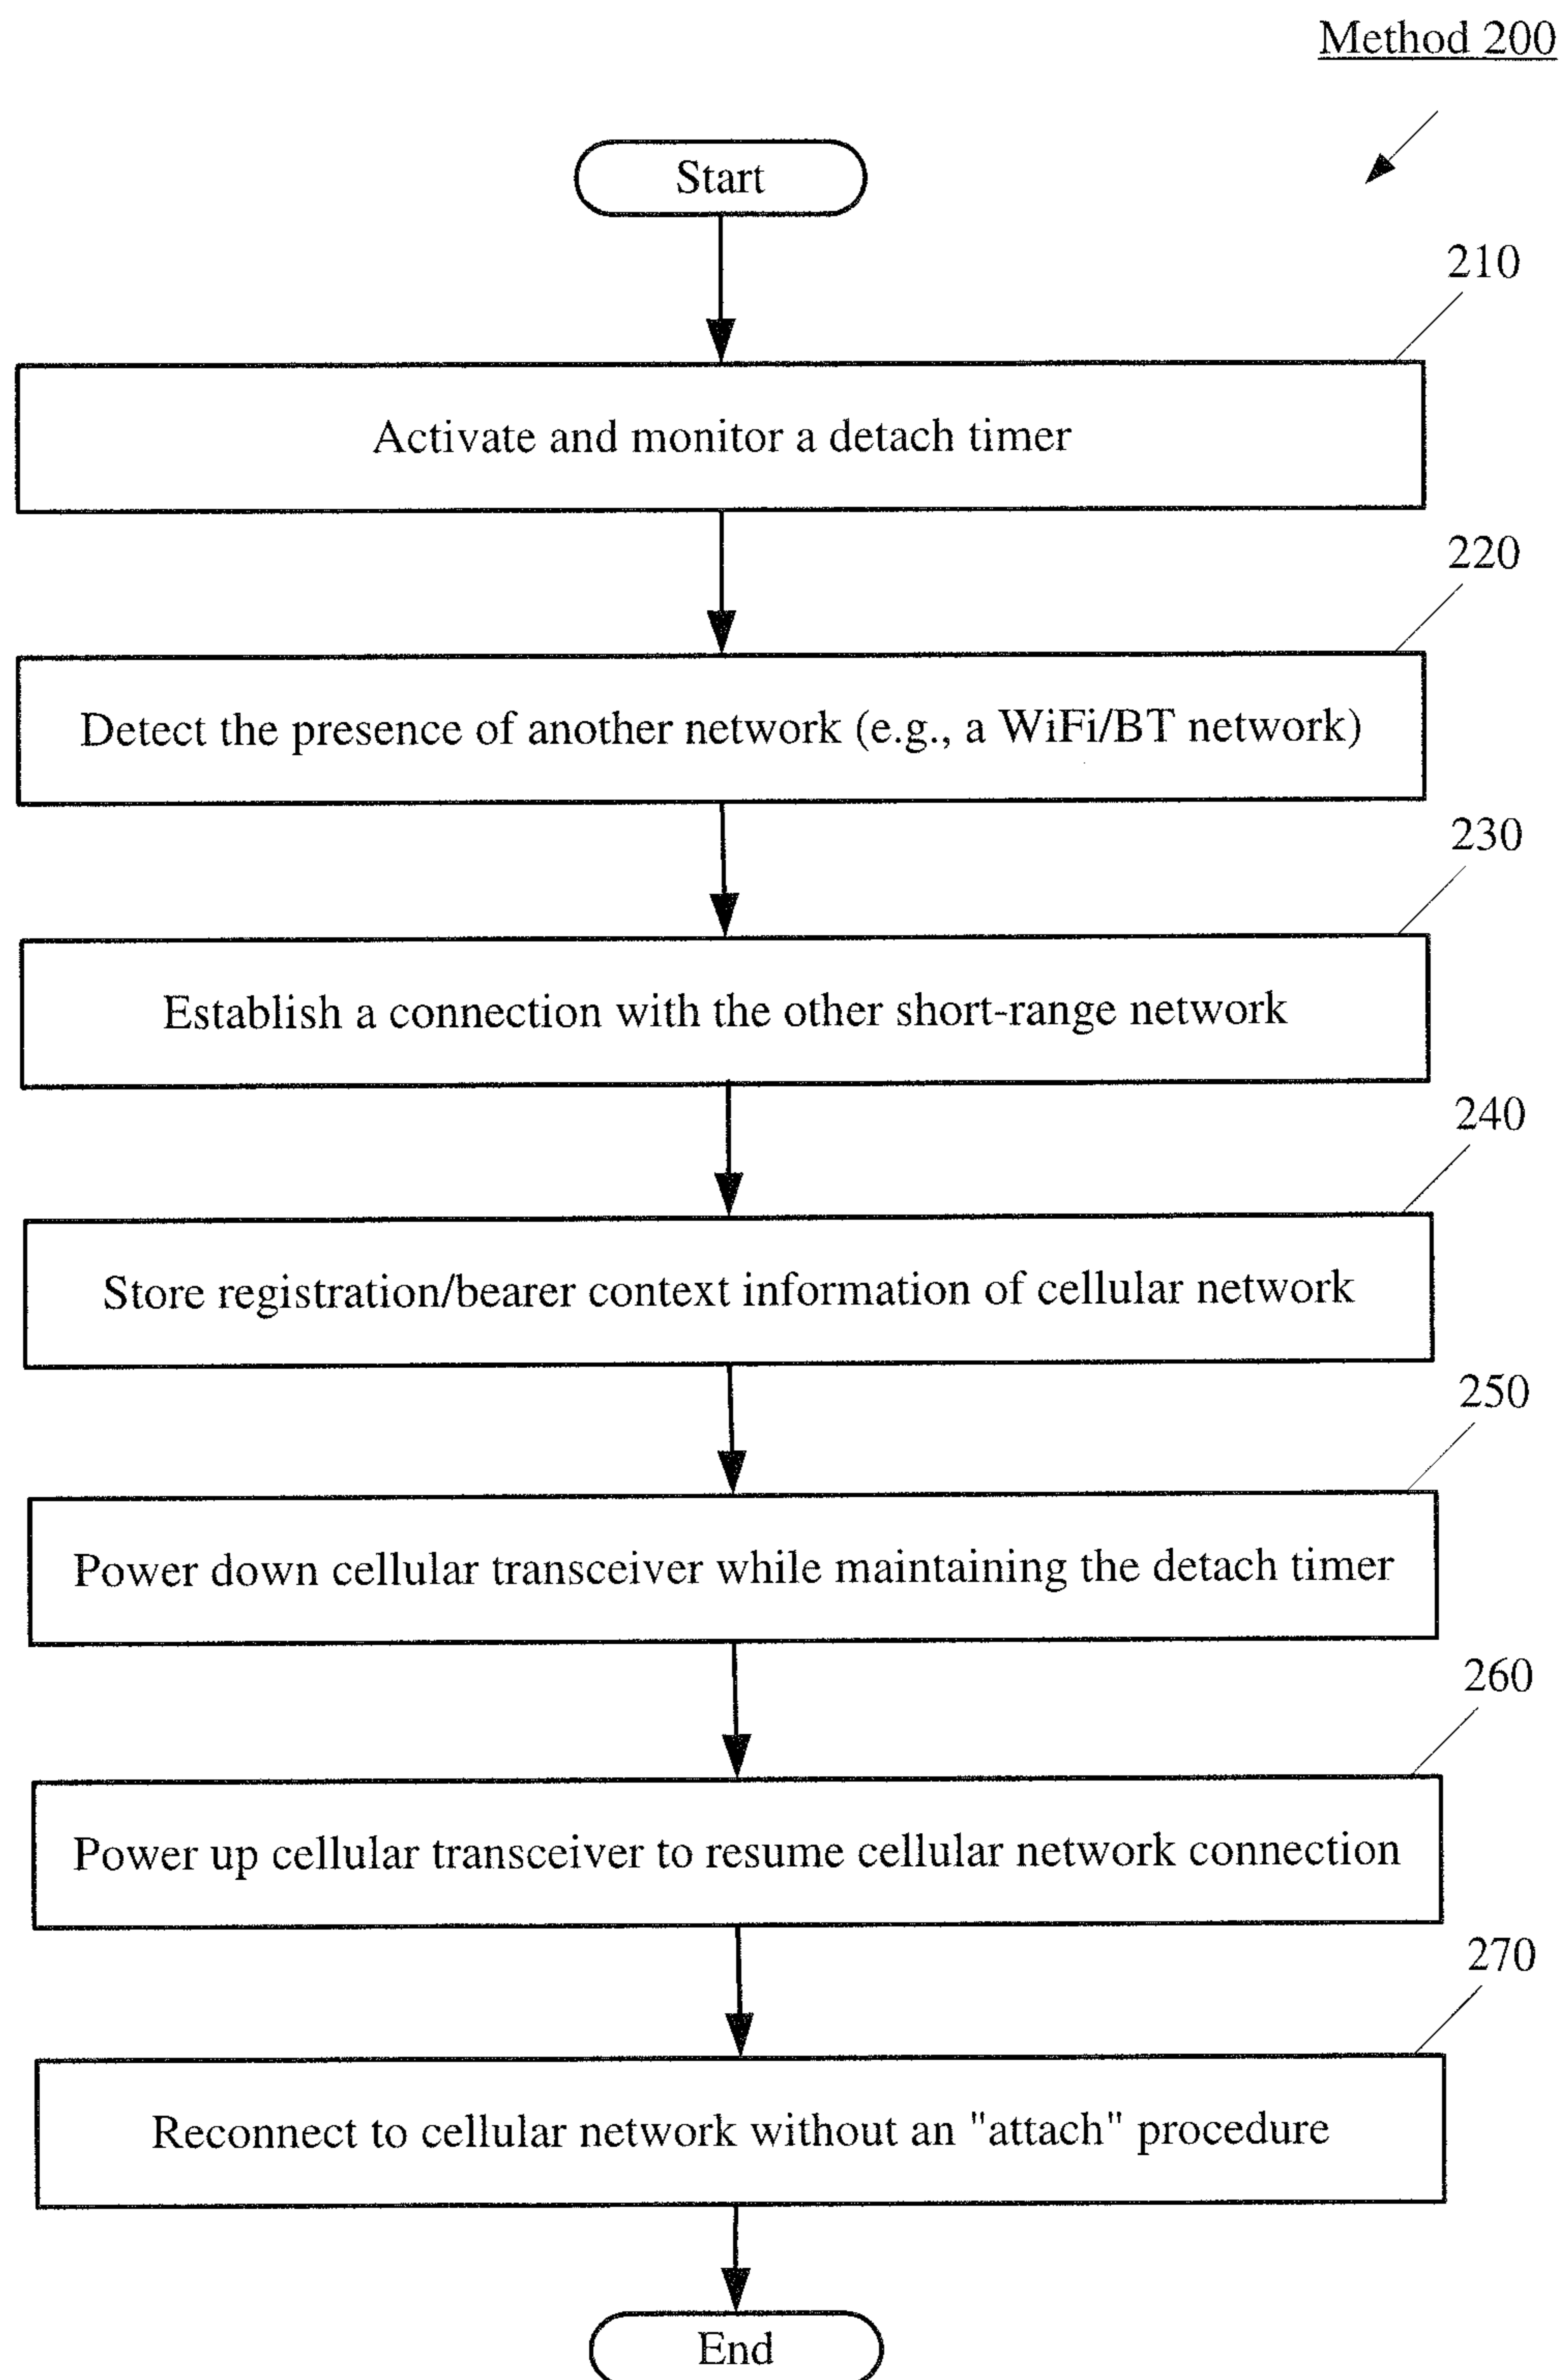 Method 200
Start
210
Activate and monitor a detach timer
220
Detect the presence of another network (e.g., a WiFi/BT network)
230
Establish a connection with the other short-range network
240
Store registration/bearer context information of cellular network
250
Power down cellular transceiver while maintaining the detach timer
260
Power up cellular transceiver to resume cellular network connection
270
Reconnect to cellular network without an "attach" procedure
End